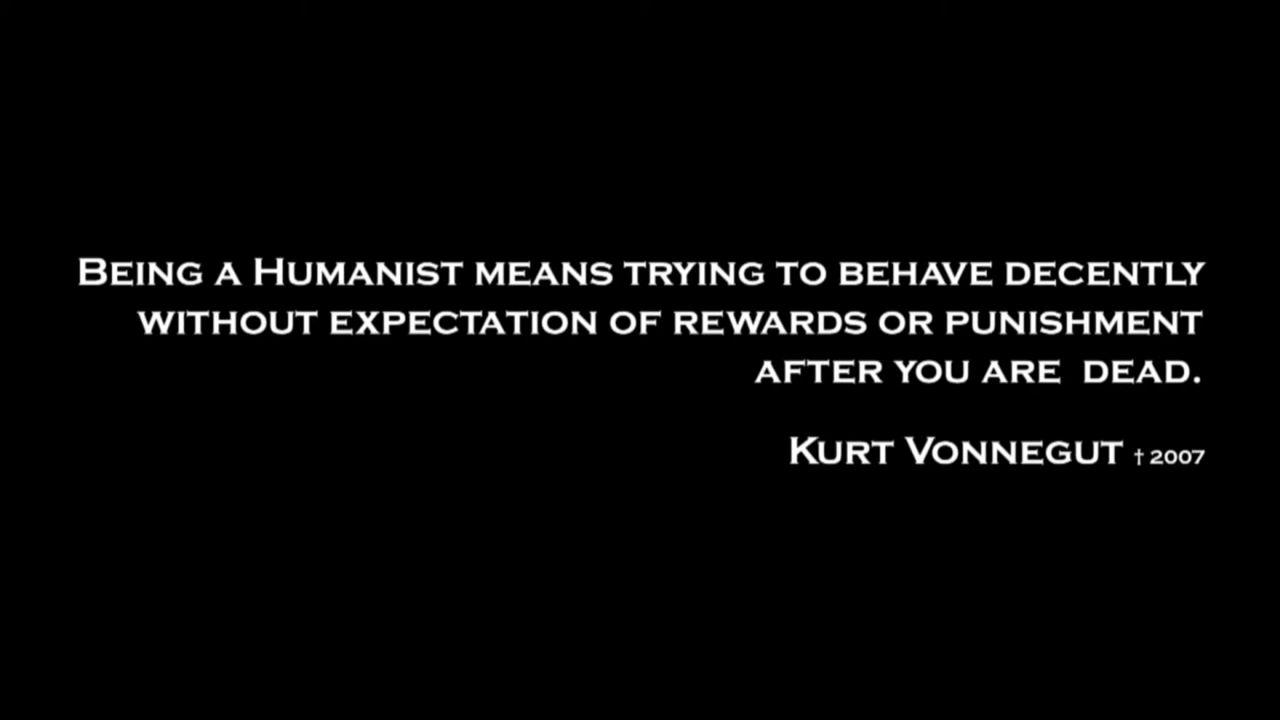 Being a Humanist means trying to behave decently
without expectation of rewards or punishment
after you are  dead.
Kurt Vonnegut † 2007